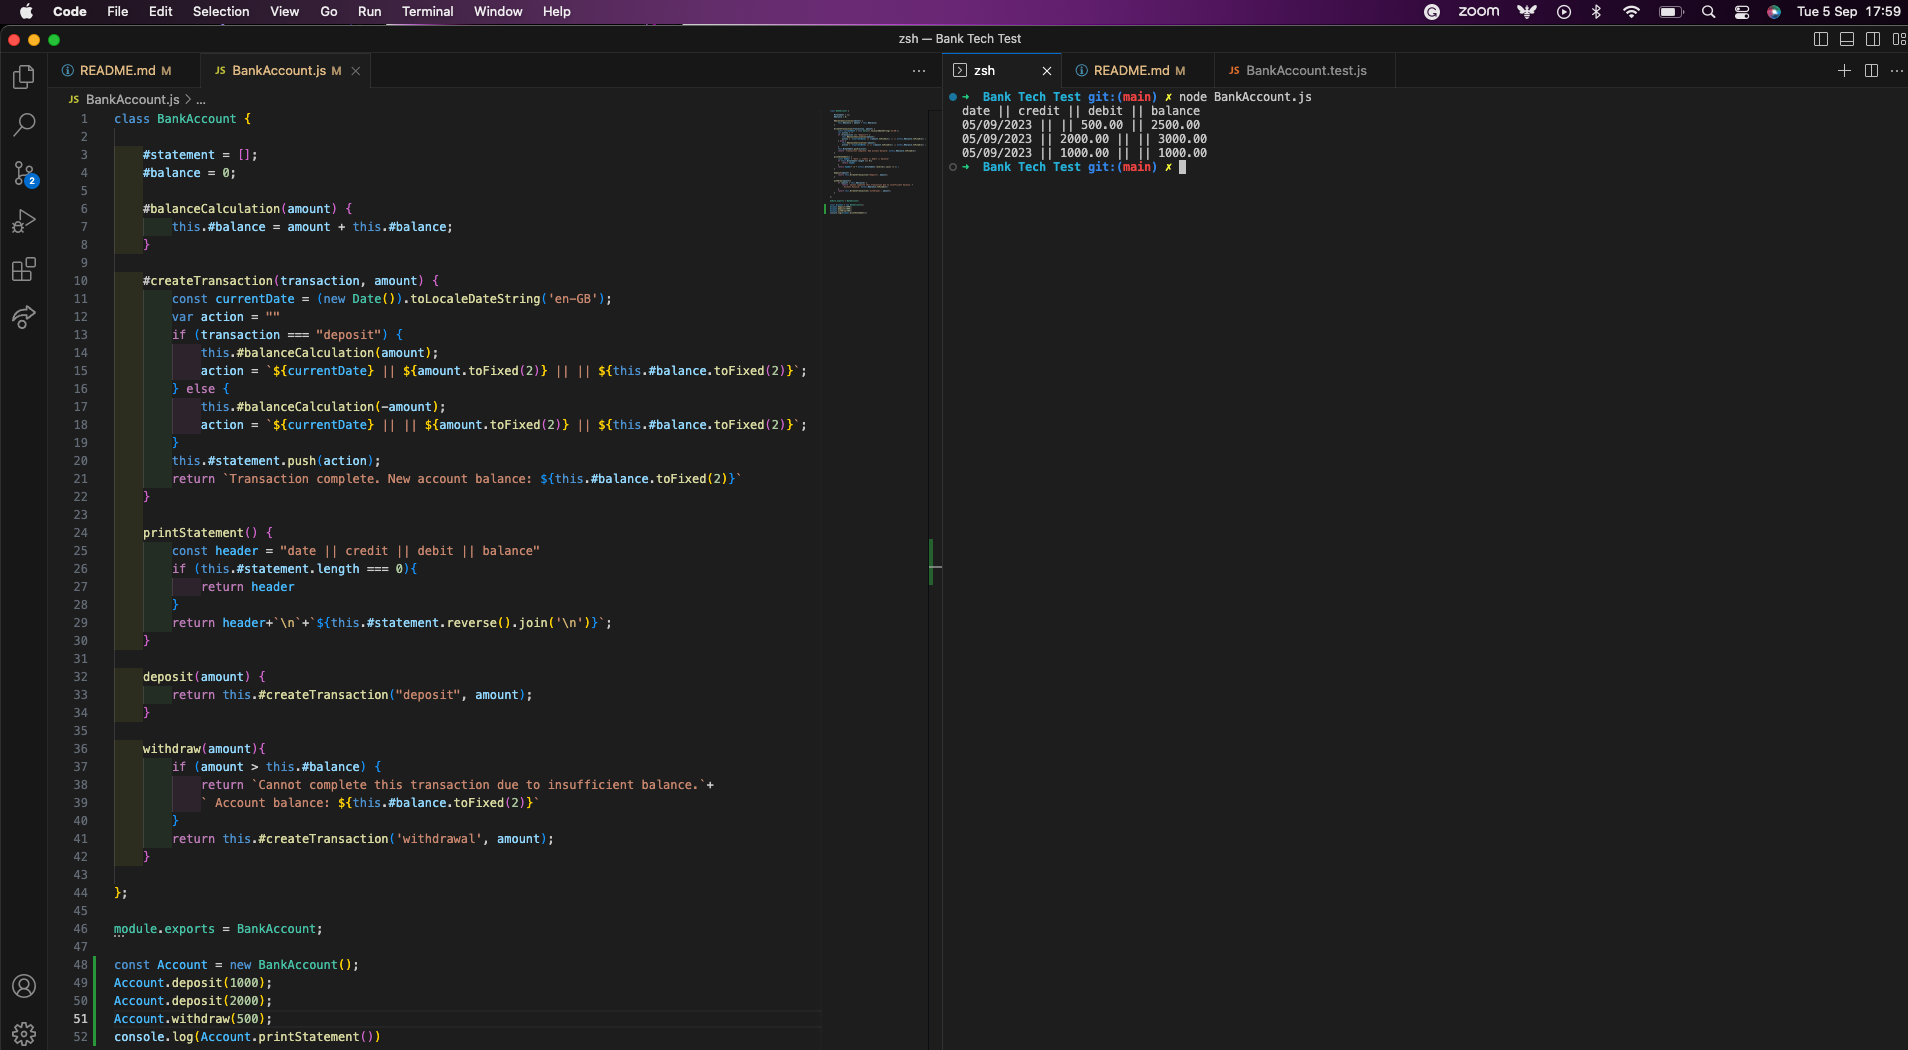 Code File Edit Selection View Go Run Terminal Window Help zoom Tue 5 Sep 17:59
zsh — Bank Tech Test
README.md M JS BankAccount.js M
JS BankAccount.js > ...
1 class BankAccount {
2
3 #statement = [];
4 #balance = 0;
5
6 #balanceCalculation(amount) {
7 this.#balance = amount + this.#balance;
8 }
9
10 #createTransaction(transaction, amount) {
11 const currentDate = (new Date()).toLocaleDateString('en-GB');
12 var action = ""
13 if (transaction === "deposit") {
14 this.#balanceCalculation(amount);
15 action = `${currentDate} || ${amount.toFixed(2)} || || ${this.#balance.toFixed(2)}`;
16 } else {
17 this.#balanceCalculation(-amount);
18 action = `${currentDate} || || ${amount.toFixed(2)} || ${this.#balance.toFixed(2)}`;
19 }
20 this.#statement.push(action);
21 return `Transaction complete. New account balance: ${this.#balance.toFixed(2)}`
22 }
23
24 printStatement() {
25 const header = "date || credit || debit || balance"
26 if (this.#statement.length === 0){
27 return header
28 }
29 return header+`\n`+`${this.#statement.reverse().join('\n')}`;
30 }
31
32 deposit(amount) {
33 return this.#createTransaction("deposit", amount);
34 }
35
36 withdraw(amount){
37 if (amount > this.#balance) {
38 return `Cannot complete this transaction due to insufficient balance.`+
39 ` Account balance: ${this.#balance.toFixed(2)}`
40 }
41 return this.#createTransaction('withdrawal', amount);
42 }
43
44 };
45
46 module.exports = BankAccount;
47
48 const Account = new BankAccount();
49 Account.deposit(1000);
50 Account.deposit(2000);
51 Account.withdraw(500);
52 console.log(Account.printStatement())
2
zsh README.md M JS BankAccount.test.js
➜ Bank Tech Test git:(main) ✗ node BankAccount.js
date || credit || debit || balance
05/09/2023 || || 500.00 || 2500.00
05/09/2023 || 2000.00 || || 3000.00
05/09/2023 || 1000.00 || || 1000.00
➜ Bank Tech Test git:(main) ✗